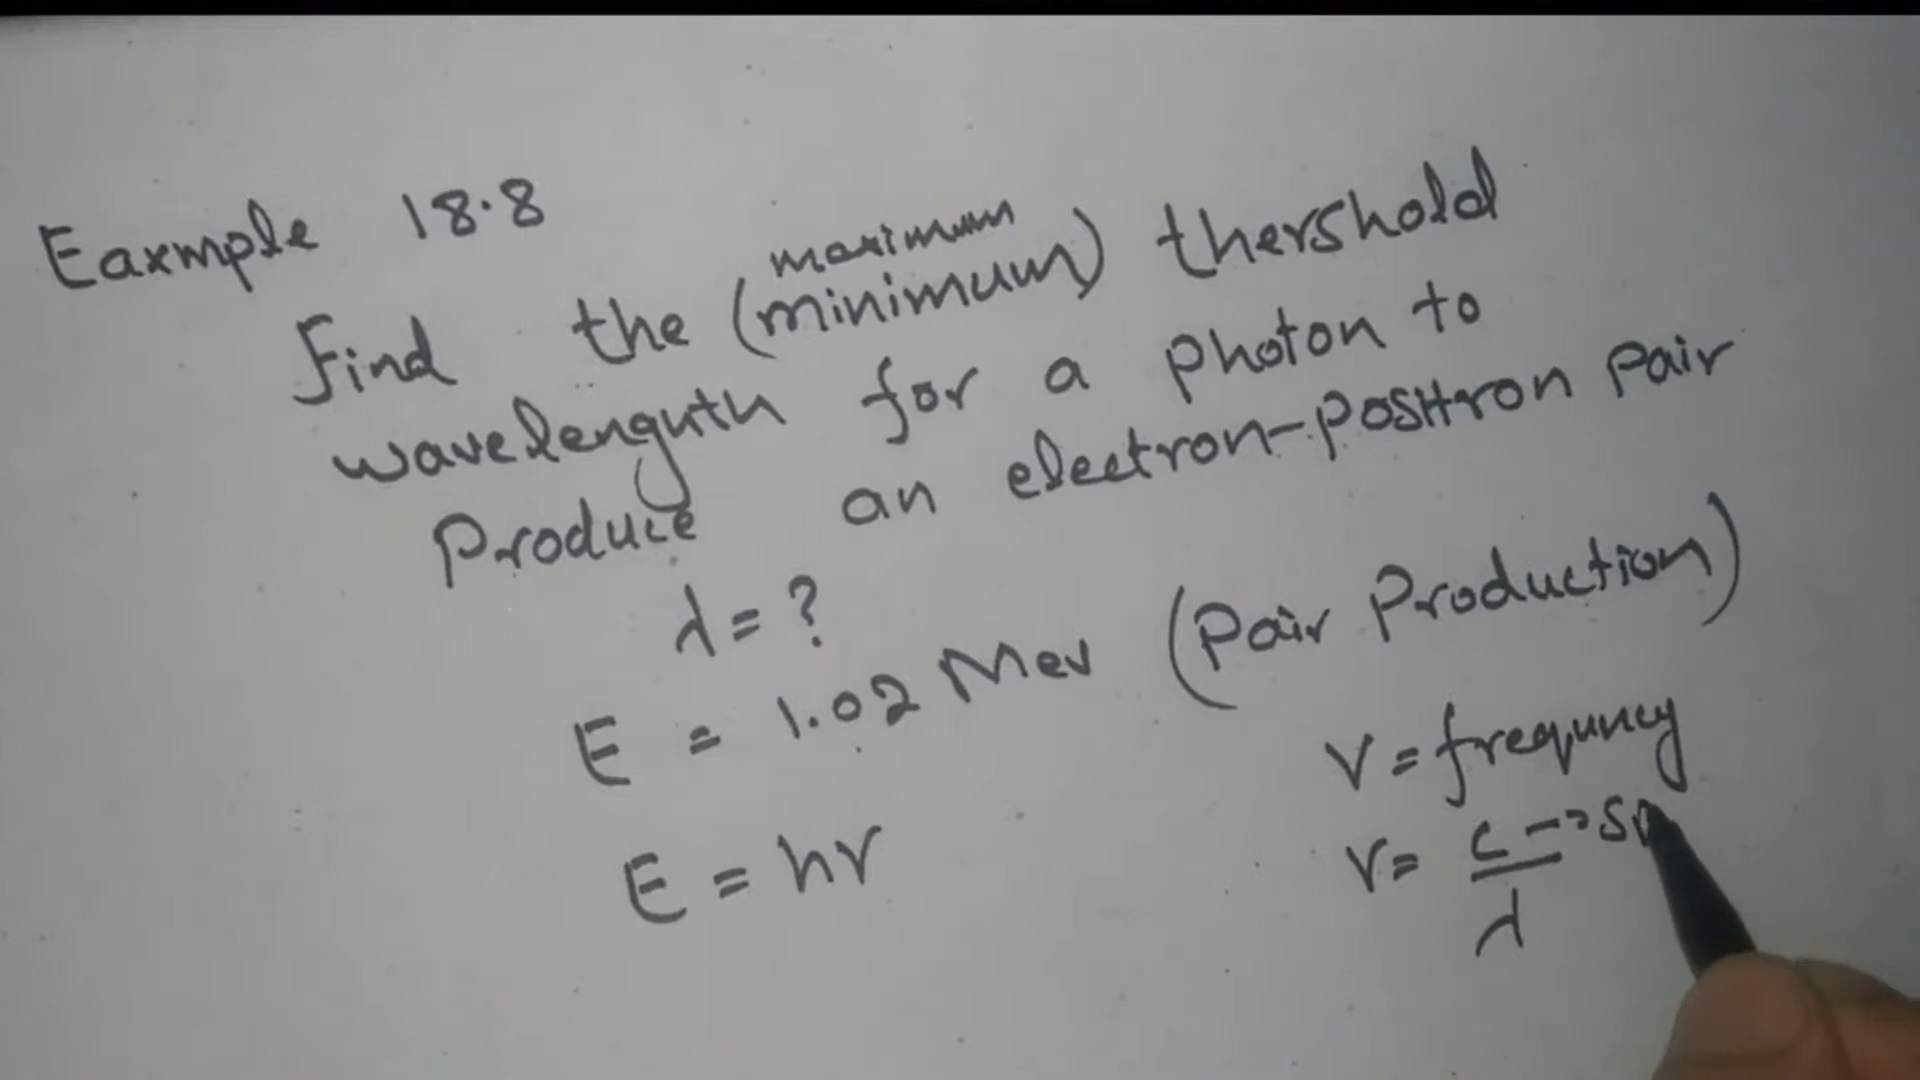 Eaxmple 18.8
maximum
Find the (minimum) thershold
wavelenguth for a photon to
Produce an electron-positron pair
λ = ?
E = 1.02 Mev (Pair Production)
ν = frequncy
E = hν
ν = c/λ →